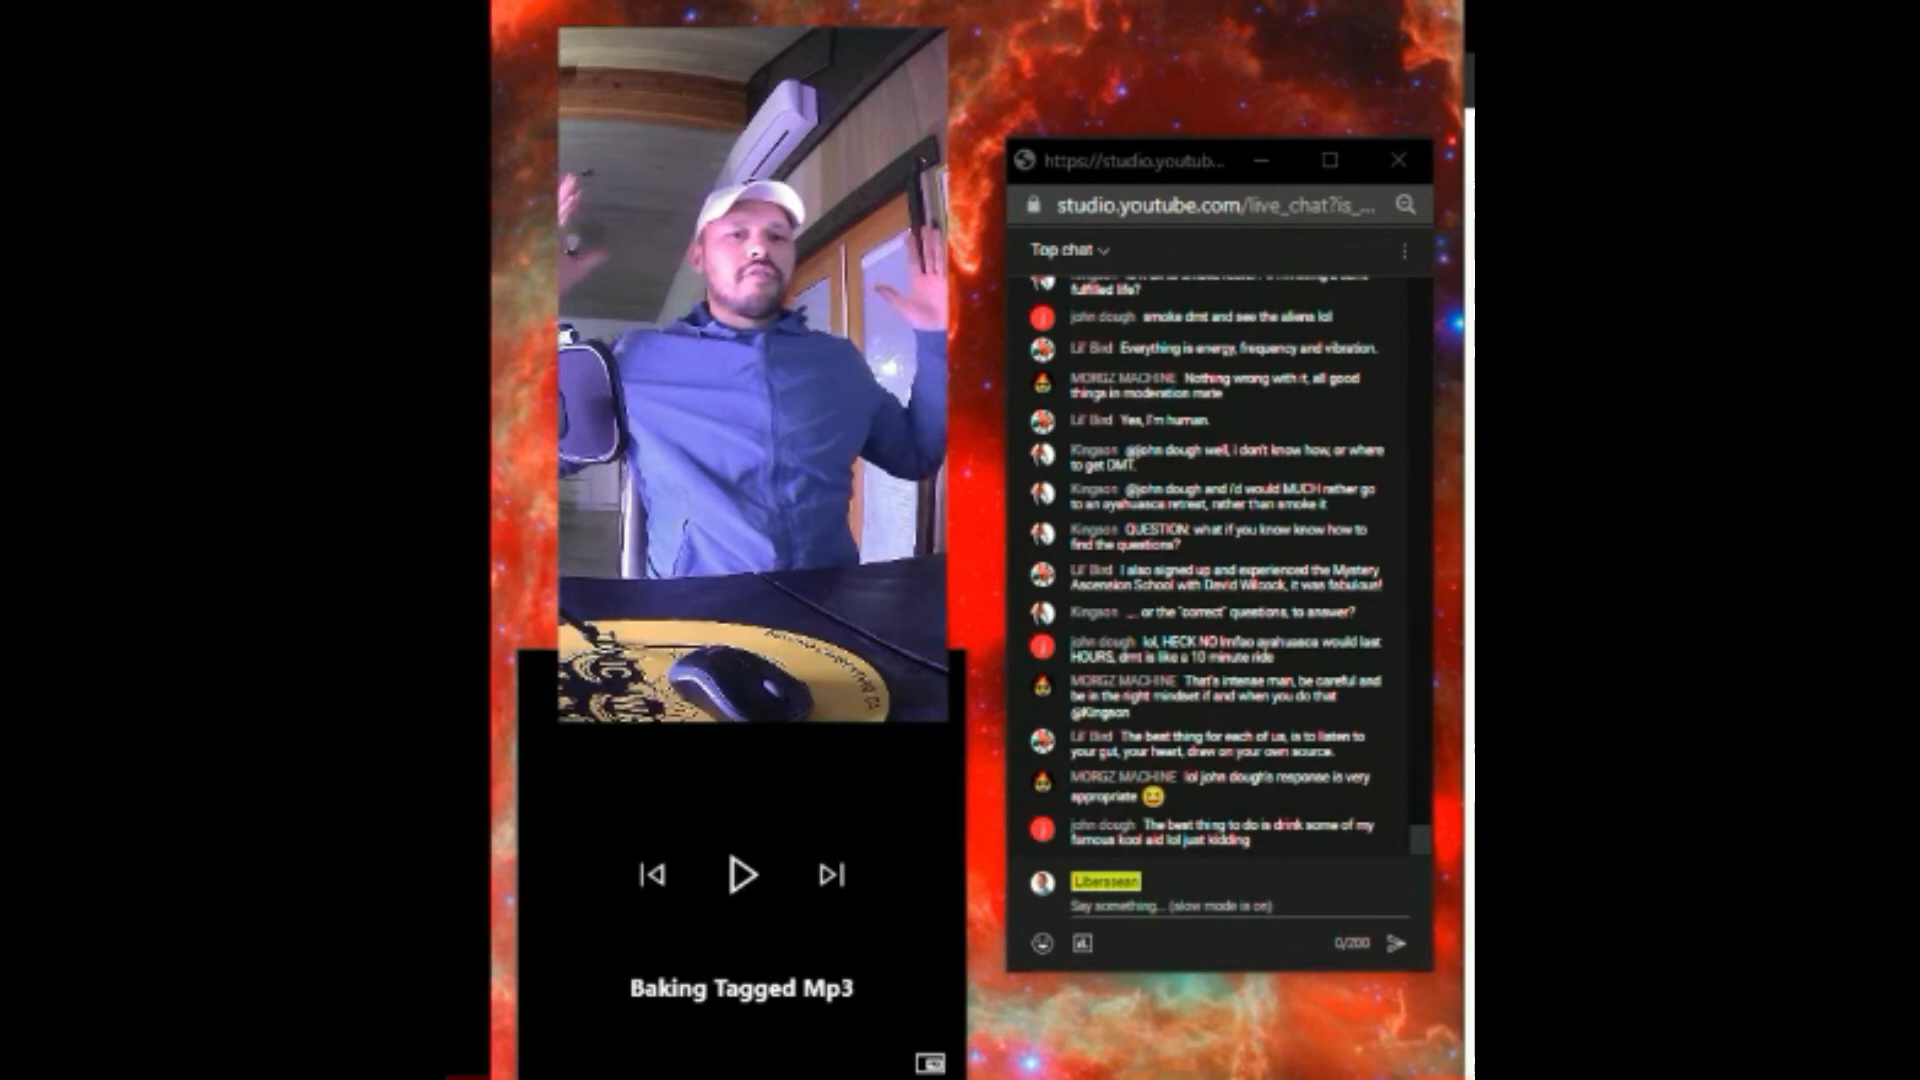 https://studio.youtub...
studio.youtube.com/live_chat?is_...
Top chat
fulfilled life?
john dough smoke dmt and see the aliens lol
Lil' Bird Everything is energy, frequency and vibration.
MORGZ MACHINE Nothing wrong with it, all good
things in moderation mate
Lil' Bird Yes, I'm human.
Kingson @john dough well, i don't know how, or where
to get DMT.
Kingson @john dough and i'd would MUCH rather go
to an ayahuasca retreat, rather than smoke it
Kingson QUESTION: what if you know know how to
find the questions?
Lil' Bird I also signed up and experienced the Mystery
Ascension School with David Wilcock, it was fabulous!
Kingson .... or the "correct" questions, to answer?
john dough lol, HECK NO lmfao ayahuasca would last
HOURS, dmt is like a 10 minute ride
MORGZ MACHINE That's intense man, be careful and
be in the right mindset if and when you do that
@Kingson
Lil' Bird The best thing for each of us, is to listen to
your gut, your heart, draw on your own source.
MORGZ MACHINE lol john dough's response is very
appropriate
john dough The best thing to do is drink some of my
famous kool aid lol just kidding
Liberasean
Say something... (slow mode is on)
0/200
Baking Tagged Mp3